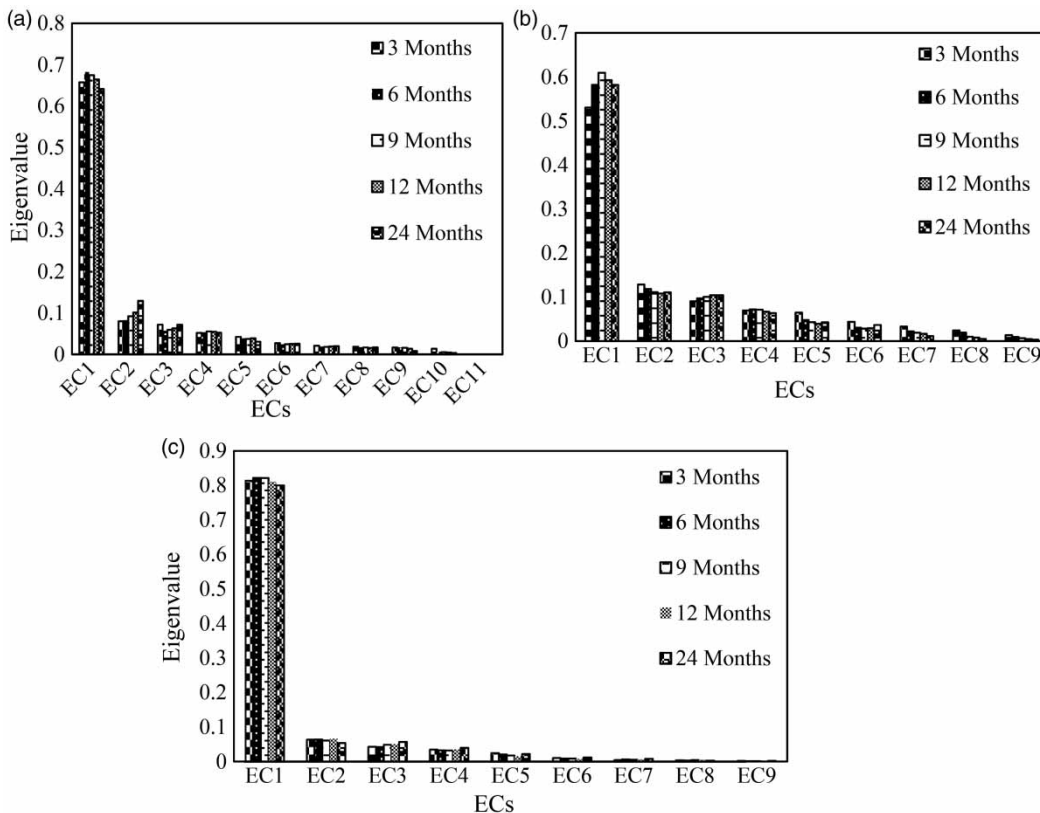 (a)
Eigenvalue
0.8
0.7
0.6
0.5
0.4
0.3
0.2
0.1
0
3 Months
6 Months
9 Months
12 Months
24 Months
EC1 EC2 EC3 EC4 EC5 EC6 EC7 EC8 EC9 EC10 EC11
ECs
(b)
0.7
0.6
0.5
0.4
0.3
0.2
0.1
0
3 Months
6 Months
9 Months
12 Months
24 Months
EC1 EC2 EC3 EC4 EC5 EC6 EC7 EC8 EC9
ECs
(c)
Eigenvalue
0.9
0.8
0.7
0.6
0.5
0.4
0.3
0.2
0.1
0
3 Months
6 Months
9 Months
12 Months
24 Months
EC1 EC2 EC3 EC4 EC5 EC6 EC7 EC8 EC9
ECs